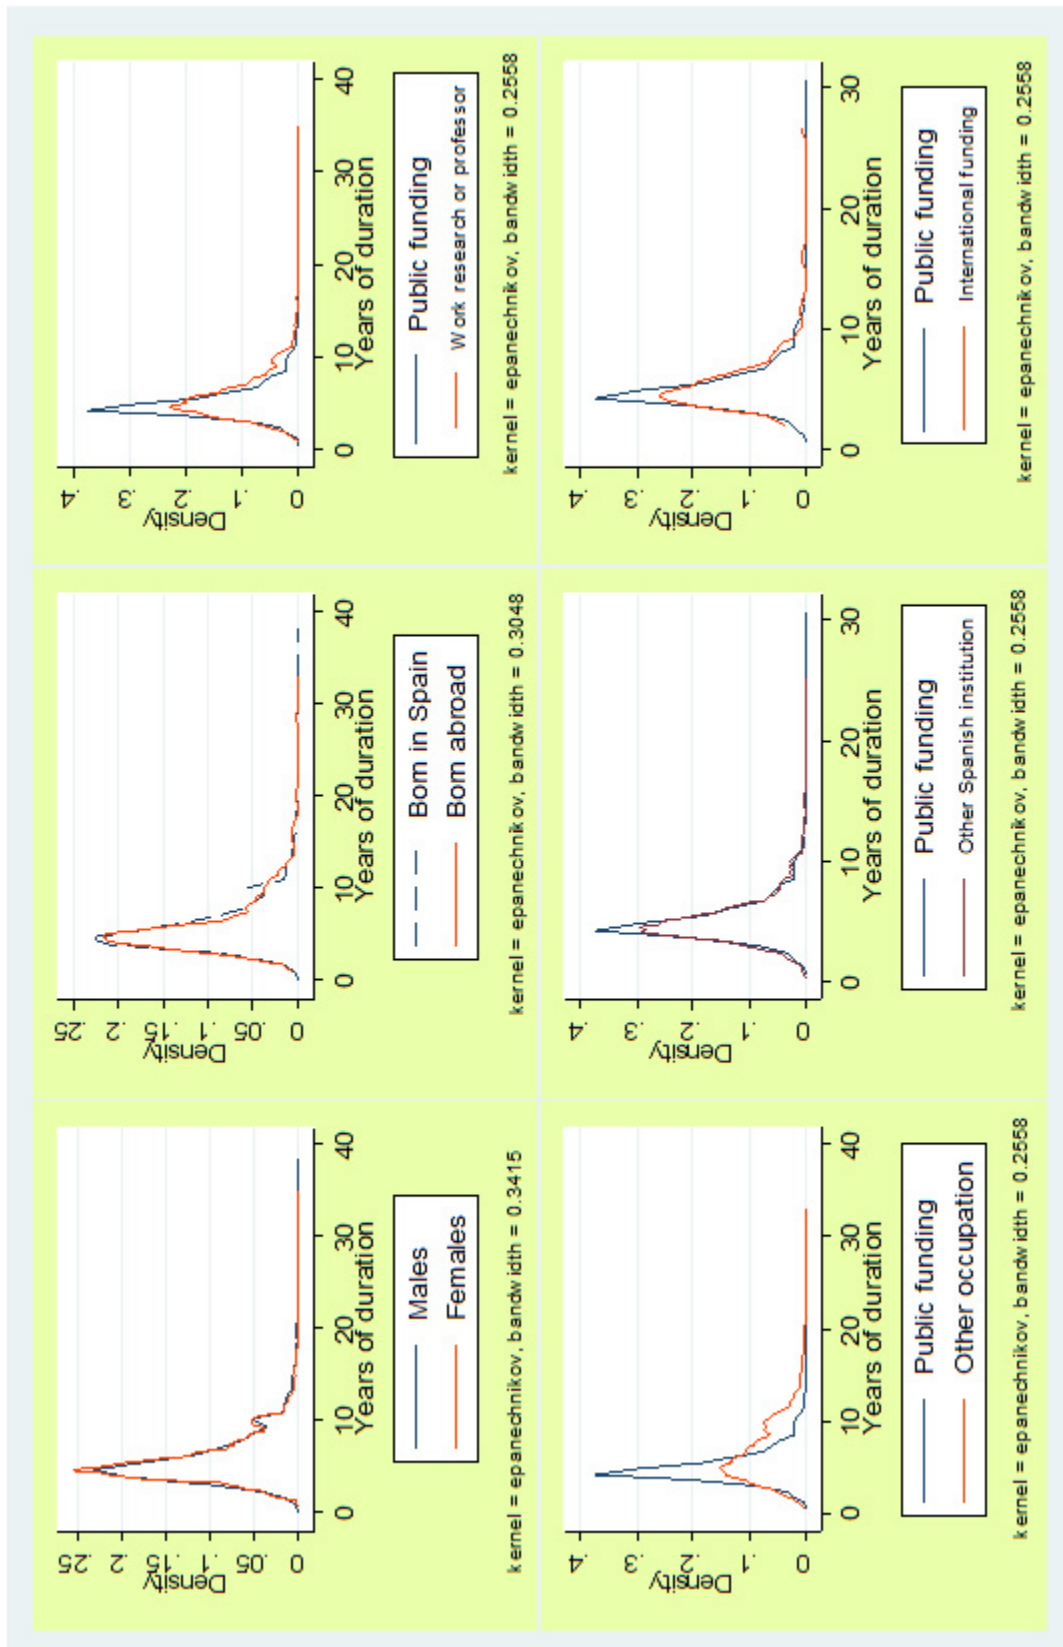 Density
.25
.2
.15
.1
.05
0
0 10 20 30 40
Years of duration
Males
Females
kernel = epanechnikov, bandwidth = 0.3415
Density
.25
.2
.15
.1
.05
0
0 10 20 30 40
Years of duration
Born in Spain
Born abroad
kernel = epanechnikov, bandwidth = 0.3048
Density
.4
.3
.2
.1
0
0 10 20 30 40
Years of duration
Public funding
Work research or professor
kernel = epanechnikov, bandwidth = 0.2558
Density
.4
.3
.2
.1
0
0 10 20 30 40
Years of duration
Public funding
Other occupation
kernel = epanechnikov, bandwidth = 0.2558
Density
.4
.3
.2
.1
0
0 10 20 30
Years of duration
Public funding
Other Spanish institution
kernel = epanechnikov, bandwidth = 0.2558
Density
.4
.3
.2
.1
0
0 10 20 30
Years of duration
Public funding
International funding
kernel = epanechnikov, bandwidth = 0.2558